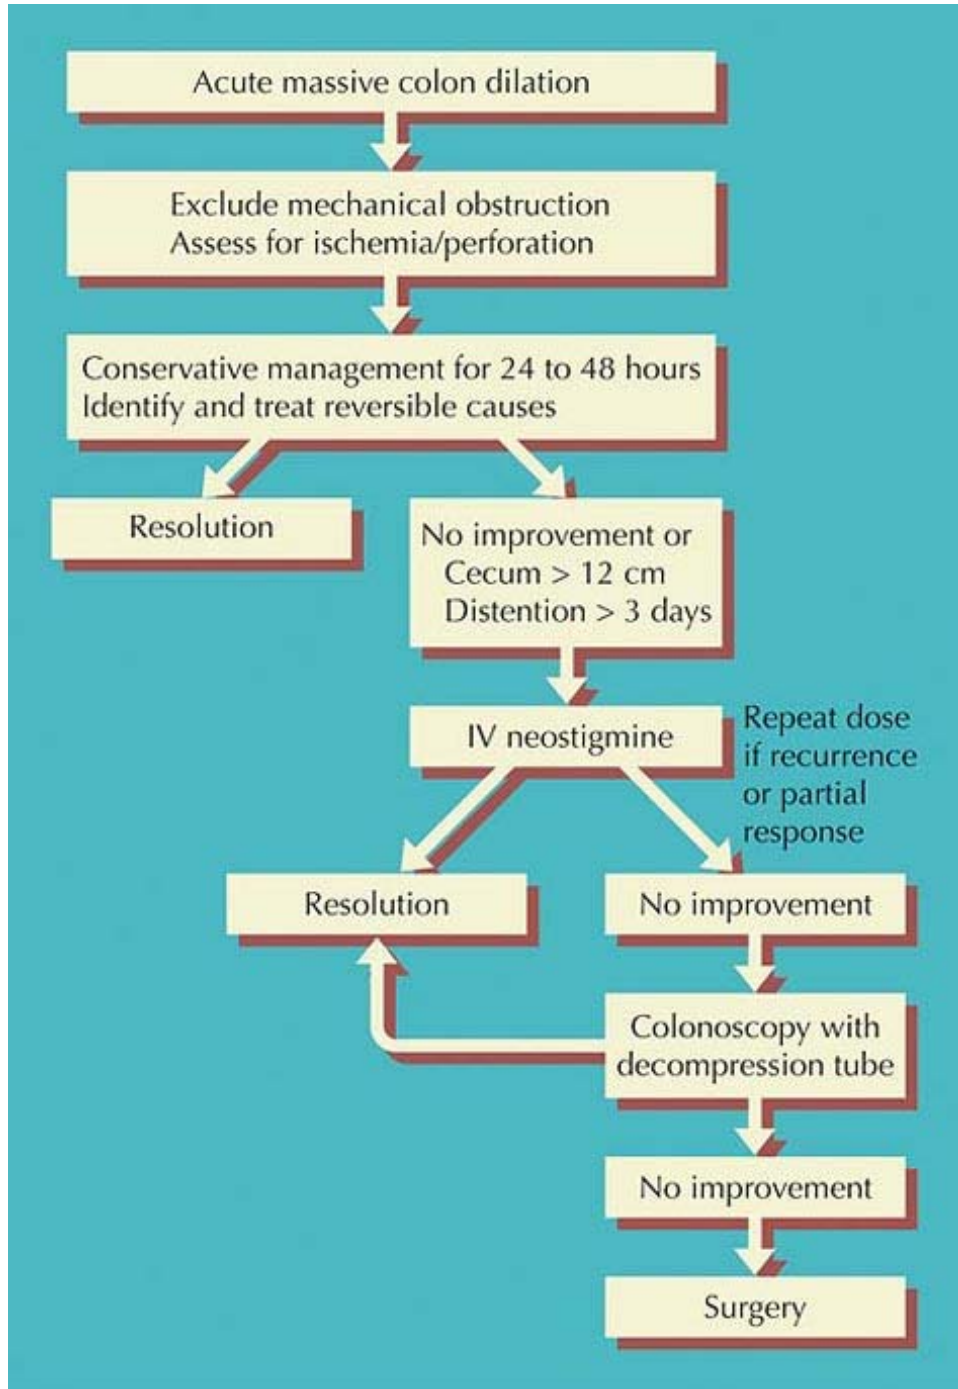 Acute massive colon dilation
Exclude mechanical obstruction
Assess for ischemia/perforation
Conservative management for 24 to 48 hours
Identify and treat reversible causes
Resolution
No improvement or
Cecum > 12 cm
Distention > 3 days
IV neostigmine
Repeat dose
if recurrence
or partial
response
Resolution
No improvement
Colonoscopy with
decompression tube
No improvement
Surgery